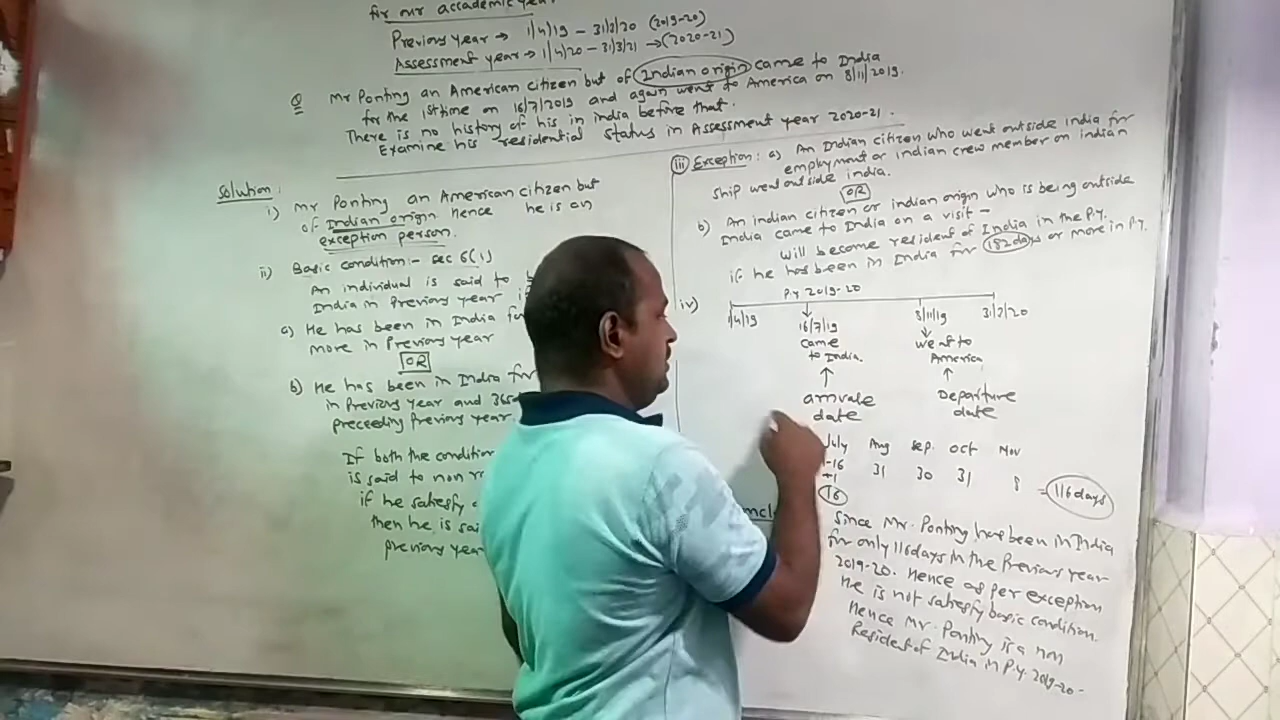 for our accademic year
Previous year → 1/4/19 – 31/3/20 (2019-20)
Assessment year → 1/4/20 – 31/3/21 → (2020-21)
Q Mr Ponting an American citizen but of Indian origin came to India
for the 1st time on 16/7/2019 and again went to America on 8/11/2019.
There is no history of his in india before that.
Examine his residential status in Assessment year 2020-21.
Solution:
i) Mr Ponting an American citizen but
of Indian origin Hence he is an
exception person.
ii) Basic condition:- sec 6(1)
An individual is said to
India in Previous year
a) He has been in India for
more in Previous year
OR
b) He has been in India for
in Previous year and 365
preceeding Previous year
If both the condition
is said to non
if he satisfy
then he is said
previous year
iii) Exception: a) An Indian citizen who went outside India for
employment or indian crew member on indian
ship went outside india.
OR
b) An indian citizen or indian origin who is being outside
India came to India on a visit –
will become resident of India in the P.Y.
if he has been in India for 182 days or more in P.Y.
iv) P.Y 2019-20
1/4/19 16/7/19 8/11/19 31/3/20
came to India. went to America
arrivale date Departure date
July Aug Sep. Oct Nov
-16 31 30 31 8 = 116 days
+1
16
Since Mr. Ponting has been in India
for only 116 days in the Previous year
2019-20. Hence as per exception
He is not satisfy basic condition.
Hence Mr. Ponting is a non
Resident of India in P.Y. 2019-20.